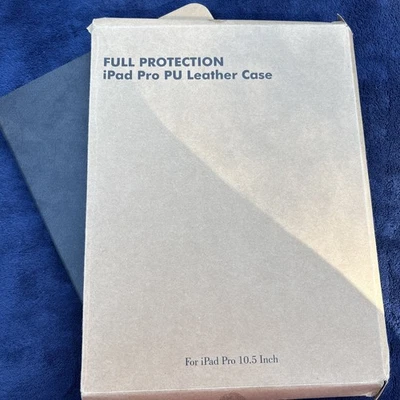 FULL PROTECTION
iPad Pro PU Leather Case
For iPad Pro 10.5 Inch